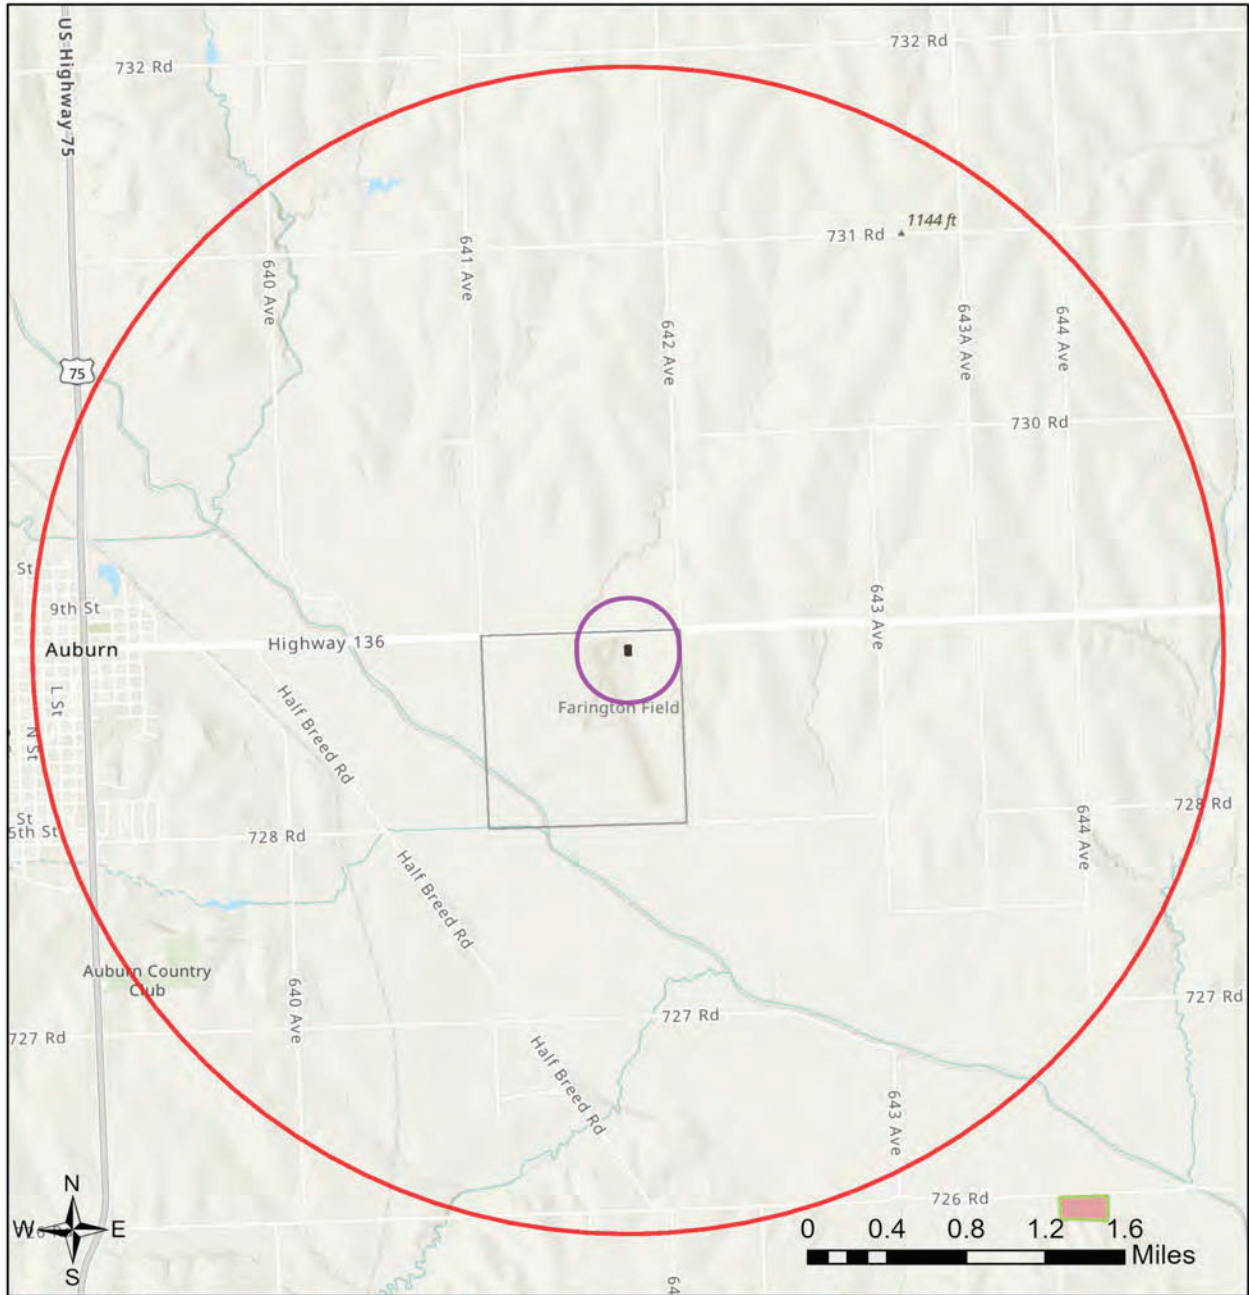 US Highway 75
732 Rd
732 Rd
1144 ft
731 Rd
641 Ave
640 Ave
642 Ave
643A Ave
644 Ave
75
730 Rd
St
9th St
643 Ave
Auburn
Highway 136
L St
N St
Half Breed Rd
Farington Field
St
5th St
728 Rd
728 Rd
644 Ave
Half Breed Rd
Auburn Country
Club
640 Ave
727 Rd
727 Rd
727 Rd
Half Breed Rd
643 Ave
N
W
E
S
726 Rd
0 0.4 0.8 1.2 1.6
Miles
64